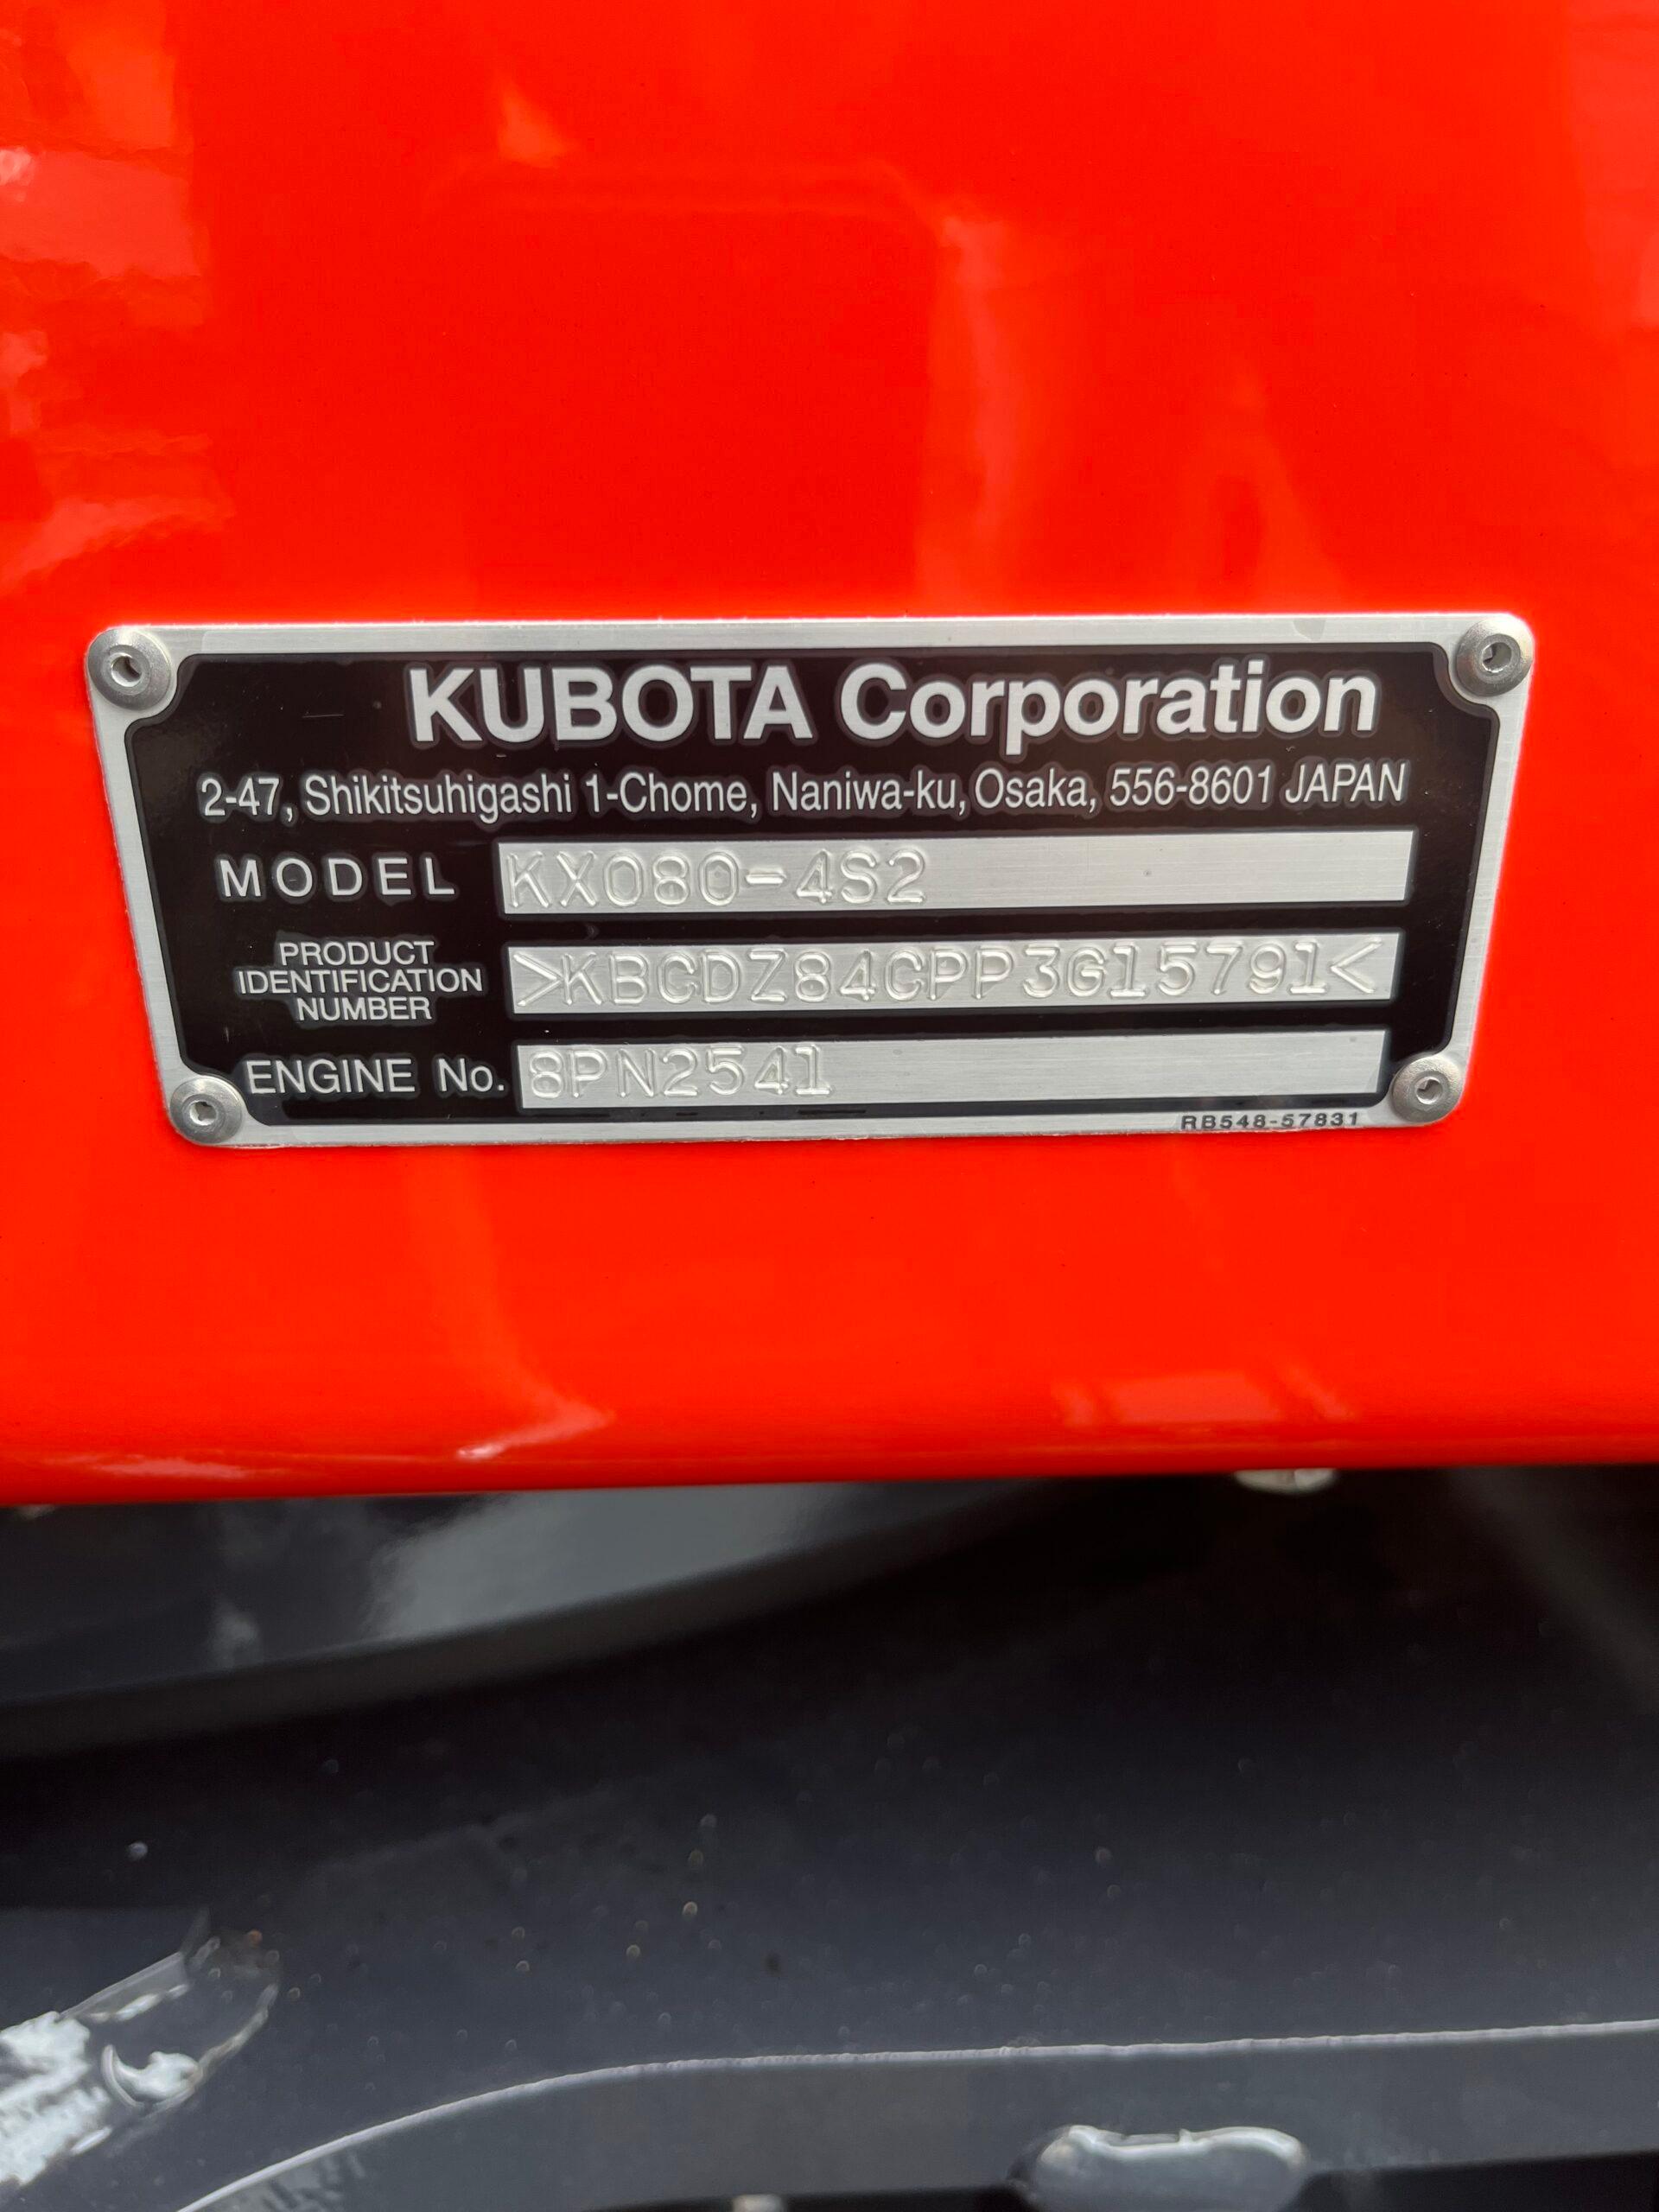 KUBOTA Corporation
2-47, Shikitsuhigashi 1-Chome, Naniwa-ku, Osaka, 556-8601 JAPAN
MODEL KX080-4S2
PRODUCT
IDENTIFICATION
NUMBER >KBCDZ84CPP3G15791<
ENGINE No. 8PN2541
RB548-57831